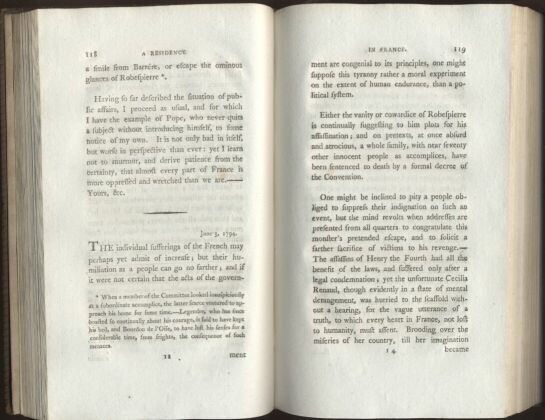 118 A RESIDENCE
a smile from Barrére, or escape the ominous
glances of Robespierre *.
Having so far described the situation of pub-
lic affairs, I proceed as usual, and for which
I have the example of Pope, who never quits
a subject without introducing himself, to some
notice of my own. It is not only bad in itself,
but worse in perspective than ever: yet I learn
not to murmur, and derive patience from the
certainty, that almost every part of France is
more oppressed and wretched than we are.——
Yours, &c.
June 3, 1794.
THE individual sufferings of the French may
perhaps yet admit of increase; but their hu-
miliation as a people can go no farther; and if
it were not certain that the acts of the govern-
* When a member of the Committee looked inauspiciously
at a subordinate accomplice, the latter scarce ventured to ap-
proach his home for some time.—Legendre, who has since
boasted so continually about his courage, is said to have kept
his bed, and Bourdon de l'Oise, to have lost his senses for a
considerable time, from frights, the consequence of such
menaces.
I 3 ment
IN FRANCE. 119
ment are congenial to its principles, one might
suppose this tyranny rather a moral experiment
on the extent of human endurance, than a po-
litical system.
Either the vanity or cowardice of Robespierre
is continually suggesting to him plots for his
assassination; and on pretexts, at once absurd
and atrocious, a whole family, with near seventy
other innocent people as accomplices, have
been sentenced to death by a formal decree of
the Convention.
One might be inclined to pity a people ob-
liged to suppress their indignation on such an
event, but the mind revolts when addresses are
presented from all quarters to congratulate this
monster's pretended escape, and to solicit a
farther sacrifice of victims to his revenge.—
The assassins of Henry the Fourth had all the
benefit of the laws, and suffered only after a
legal condemnation; yet the unfortunate Cecilia
Renaud, though evidently in a state of mental
derangement, was hurried to the scaffold with-
out a hearing, for the vague utterance of a
truth, to which every heart in France, not lost
to humanity, must assent. Brooding over the
miseries of her country, till her imagination
I 4 became